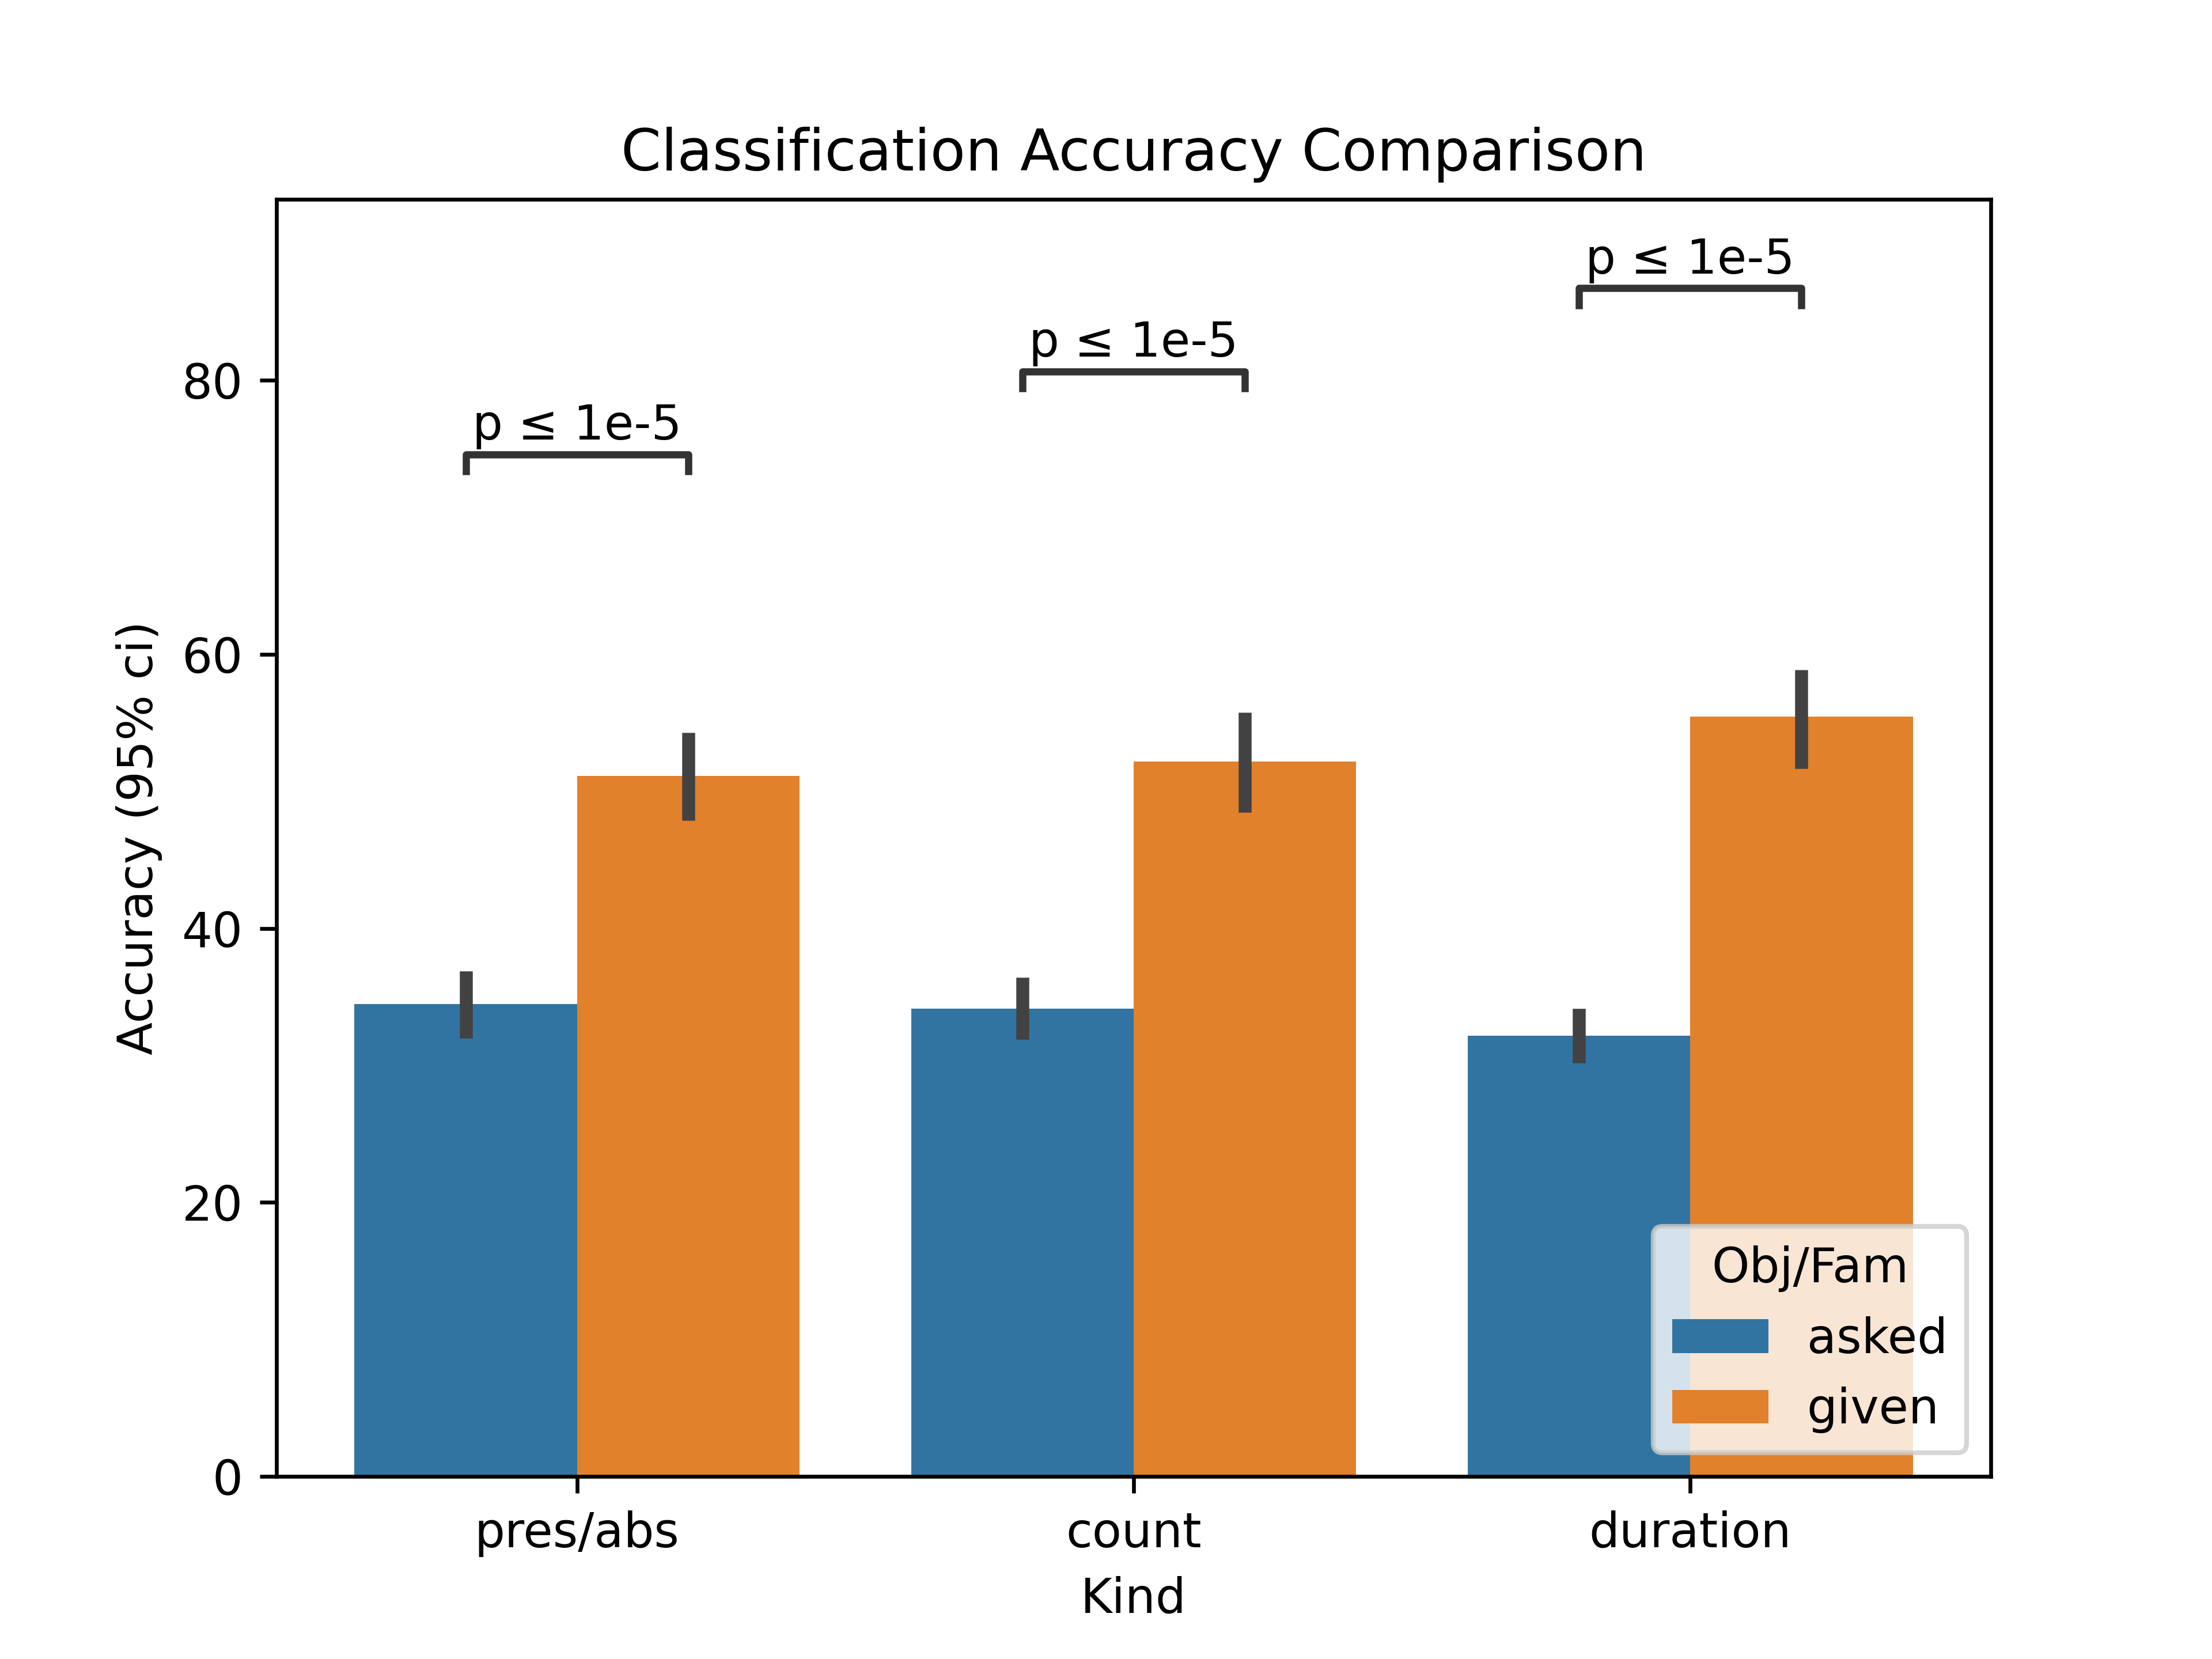 Classification Accuracy Comparison
p ≤ 1e-5
p ≤ 1e-5
p ≤ 1e-5
80
60
40
20
0
Accuracy (95% ci)
Obj/Fam
asked
given
pres/abs
count
duration
Kind